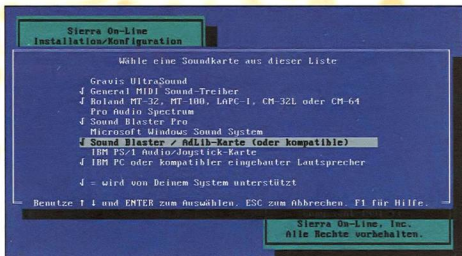 Sierra On-Line
Installation/Konfiguration
Wähle eine Soundkarte aus dieser Liste
Gravis UltraSound
√ General MIDI Sound-Treiber
√ Roland MT-32, MT-100, LAPC-I, CM-32L oder CM-64
Pro Audio Spectrum
√ Sound Blaster Pro
Microsoft Windows Sound System
√ Sound Blaster / AdLib-Karte (oder kompatible)
IBM PS/1 Audio/Joystick-Karte
√ IBM PC oder kompatibler eingebauter Lautsprecher
√ = wird von Deinem System unterstützt
Benutze ↑ ↓ und ENTER zum Auswählen, ESC zum Abbrechen, F1 für Hilfe.
Sierra On-Line, Inc.
Alle Rechte vorbehalten.